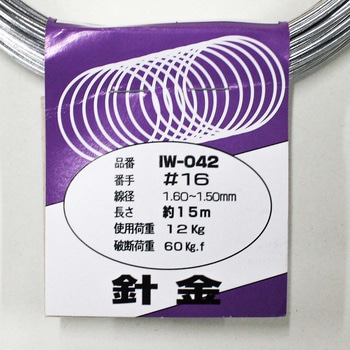 品番 IW-042
番手 #16
線径 1.60~1.50mm
長さ 約15m
使用荷重 12Kg
破断荷重 60Kg.f
針金